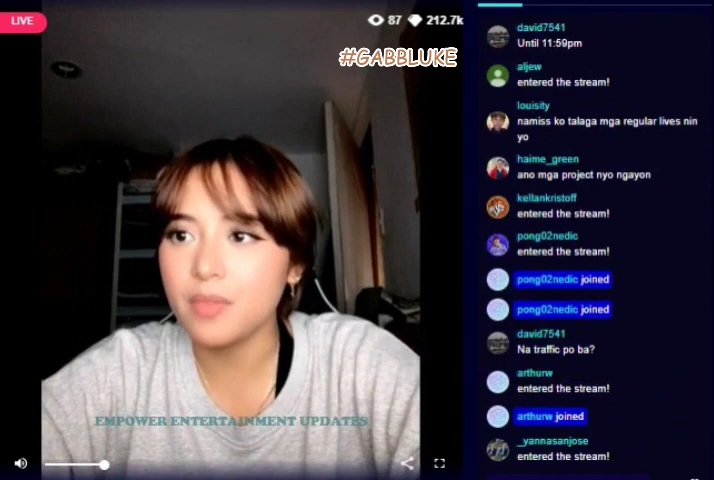 LIVE
87 212.7k
#GABBLUKE
EMPOWER ENTERTAINMENT UPDATES
david7541
Until 11:59pm
aljew
entered the stream!
louisity
namiss ko talaga mga regular lives nin
yo
haime_green
ano mga project nyo ngayon
kellankristoff
entered the stream!
pong02nedic
entered the stream!
pong02nedic joined
pong02nedic joined
david7541
Na traffic po ba?
arthurw
entered the stream!
arthurw joined
_yannasanjose
entered the stream!